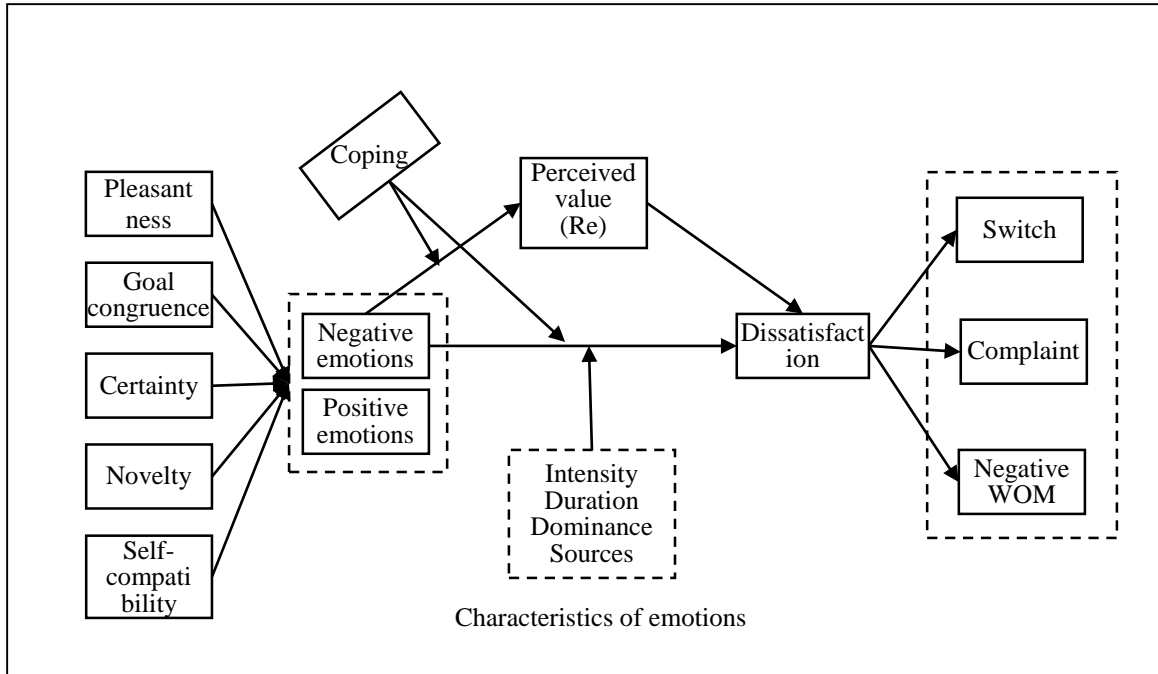 Coping
Pleasant
ness
Goal
congruence
Certainty
Novelty
Self-
compati
bility
Negative
emotions
Positive
emotions
Perceived
value
(Re)
Intensity
Duration
Dominance
Sources
Characteristics of emotions
Dissatisfact
ion
Switch
Complaint
Negative
WOM